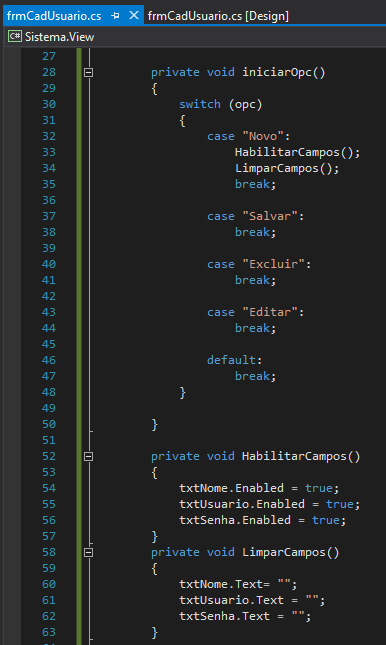 frmCadUsuario.cs frmCadUsuario.cs [Design]
C# Sistema.View
27
28 private void iniciarOpc()
29 {
30 switch (opc)
31 {
32 case "Novo":
33 HabilitarCampos();
34 LimparCampos();
35 break;
36
37 case "Salvar":
38 break;
39
40 case "Excluir":
41 break;
42
43 case "Editar":
44 break;
45
46 default:
47 break;
48 }
49
50 }
51
52 private void HabilitarCampos()
53 {
54 txtNome.Enabled = true;
55 txtUsuario.Enabled = true;
56 txtSenha.Enabled = true;
57 }
58 private void LimparCampos()
59 {
60 txtNome.Text= "";
61 txtUsuario.Text = "";
62 txtSenha.Text = "";
63 }